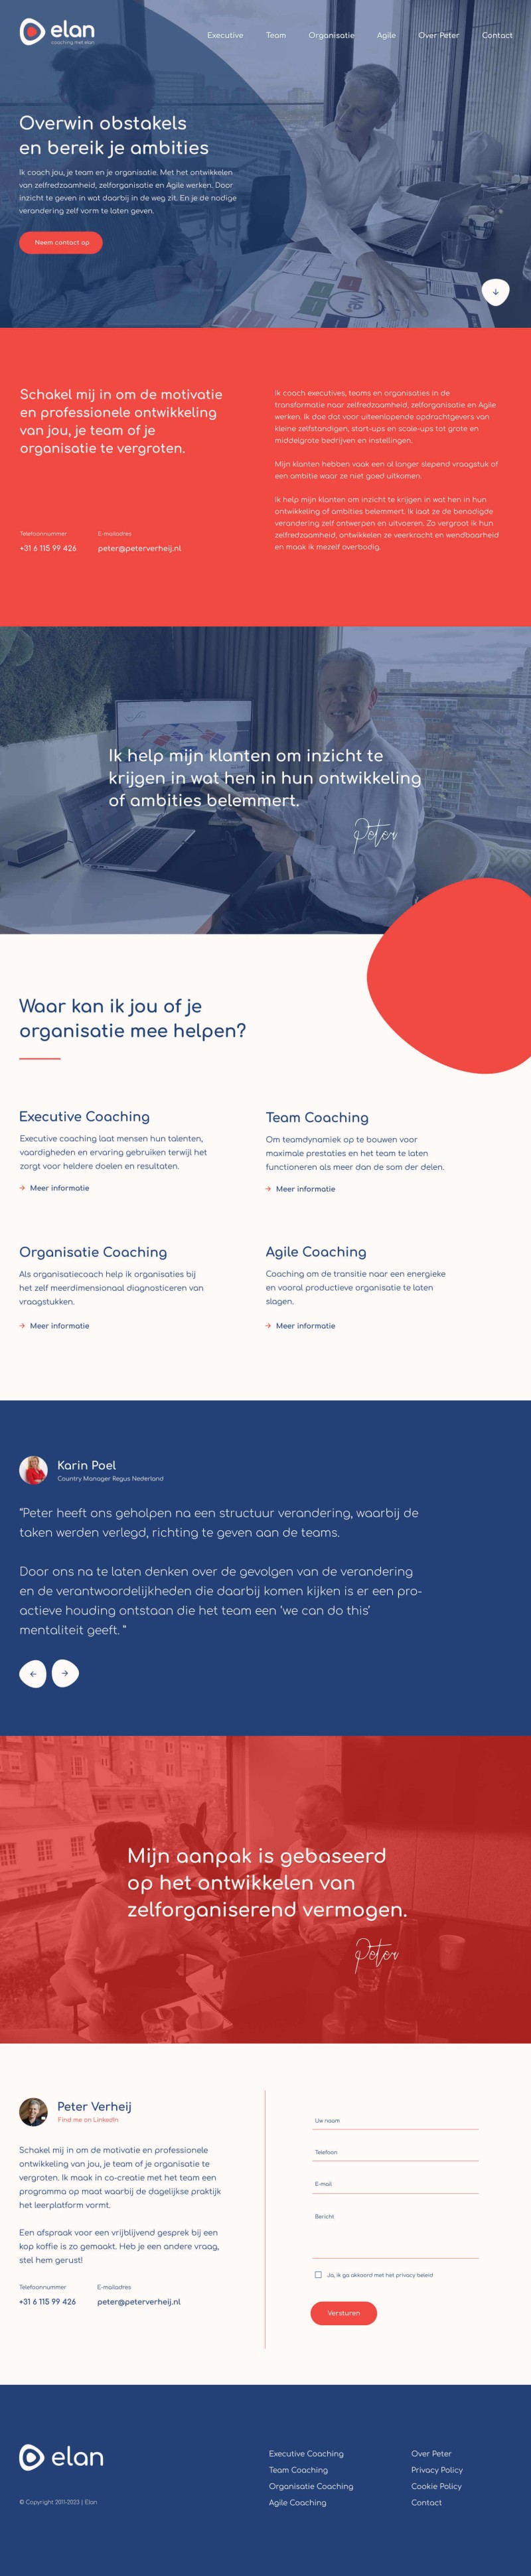 elan
coaching met elan
Executive
Team
Organisatie
Agile
Over Peter
Contact
Overwin obstakels
en bereik je ambities
Ik coach jou, je team en je organisatie. Met het ontwikkelen
van zelfredzaamheid, zelforganisatie en Agile werken. Door
inzicht te geven in wat daarbij in de weg zit. En je de nodige
verandering zelf vorm te laten geven.
Neem contact op
Schakel mij in om de motivatie
en professionele ontwikkeling
van jou, je team of je
organisatie te vergroten.
Telefoonnummer
E-mailadres
+31 6 115 99 426
peter@peterverheij.nl
Ik coach executives, teams en organisaties in de
transformatie naar zelfredzaamheid, zelforganisatie en Agile
werken. Ik doe dat voor uiteenlopende opdrachtgevers van
kleine zelfstandigen, start-ups en scale-ups tot grote en
middelgrote bedrijven en instellingen.
Mijn klanten hebben vaak een al langer slepend vraagstuk of
een ambitie waar ze niet goed uitkomen.
Ik help mijn klanten om inzicht te krijgen in wat hen in hun
ontwikkeling of ambities belemmert. Ik laat ze de benodigde
verandering zelf ontwerpen en uitvoeren. Zo vergroot ik hun
zelfredzaamheid, ontwikkelen ze veerkracht en wendbaarheid
en maak ik mezelf overbodig.
Ik help mijn klanten om inzicht te
krijgen in wat hen in hun ontwikkeling
of ambities belemmert.
Peter
Waar kan ik jou of je
organisatie mee helpen?
Executive Coaching
Executive coaching laat mensen hun talenten,
vaardigheden en ervaring gebruiken terwijl het
zorgt voor heldere doelen en resultaten.
Meer informatie
Team Coaching
Om teamdynamiek op te bouwen voor
maximale prestaties en het team te laten
functioneren als meer dan de som der delen.
Meer informatie
Organisatie Coaching
Als organisatiecoach help ik organisaties bij
het zelf meerdimensionaal diagnosticeren van
vraagstukken.
Meer informatie
Agile Coaching
Coaching om de transitie naar een energieke
en vooral productieve organisatie te laten
slagen.
Meer informatie
Karin Poel
Country Manager Regus Nederland
“Peter heeft ons geholpen na een structuur verandering, waarbij de
taken werden verlegd, richting te geven aan de teams.
Door ons na te laten denken over de gevolgen van de verandering
en de verantwoordelijkheden die daarbij komen kijken is er een pro-
actieve houding ontstaan die het team een ‘we can do this’
mentaliteit geeft. ”
Mijn aanpak is gebaseerd
op het ontwikkelen van
zelforganiserend vermogen.
Peter
Peter Verheij
Find me on LinkedIn
Schakel mij in om de motivatie en professionele
ontwikkeling van jou, je team of je organisatie te
vergroten. Ik maak in co-creatie met het team een
programma op maat waarbij de dagelijkse praktijk
het leerplatform vormt.
Een afspraak voor een vrijblijvend gesprek bij een
kop koffie is zo gemaakt. Heb je een andere vraag,
stel hem gerust!
Telefoonnummer
E-mailadres
+31 6 115 99 426
peter@peterverheij.nl
Uw naam
Telefoon
E-mail
Bericht
Ja, ik ga akkoord met het privacy beleid
Versturen
elan
© Copyright 2011-2023 | Elan
Executive Coaching
Team Coaching
Organisatie Coaching
Agile Coaching
Over Peter
Privacy Policy
Cookie Policy
Contact